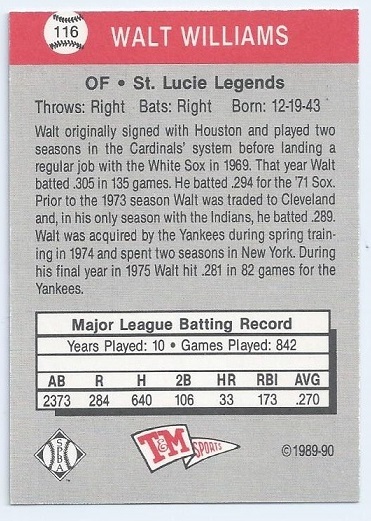 116
WALT WILLIAMS
OF • St. Lucie Legends
Throws: Right Bats: Right Born: 12-19-43
Walt originally signed with Houston and played two
seasons in the Cardinals' system before landing a
regular job with the White Sox in 1969. That year Walt
batted .305 in 135 games. He batted .294 for the '71 Sox.
Prior to the 1973 season Walt was traded to Cleveland
and, in his only season with the Indians, he batted .289.
Walt was acquired by the Yankees during spring train-
ing in 1974 and spent two seasons in New York. During
his final year in 1975 Walt hit .281 in 82 games for the
Yankees.
Major League Batting Record
Years Played: 10 • Games Played: 842
AB R H 2B HR RBI AVG
2373 284 640 106 33 173 .270
SPBA
T&M SPORTS
©1989-90